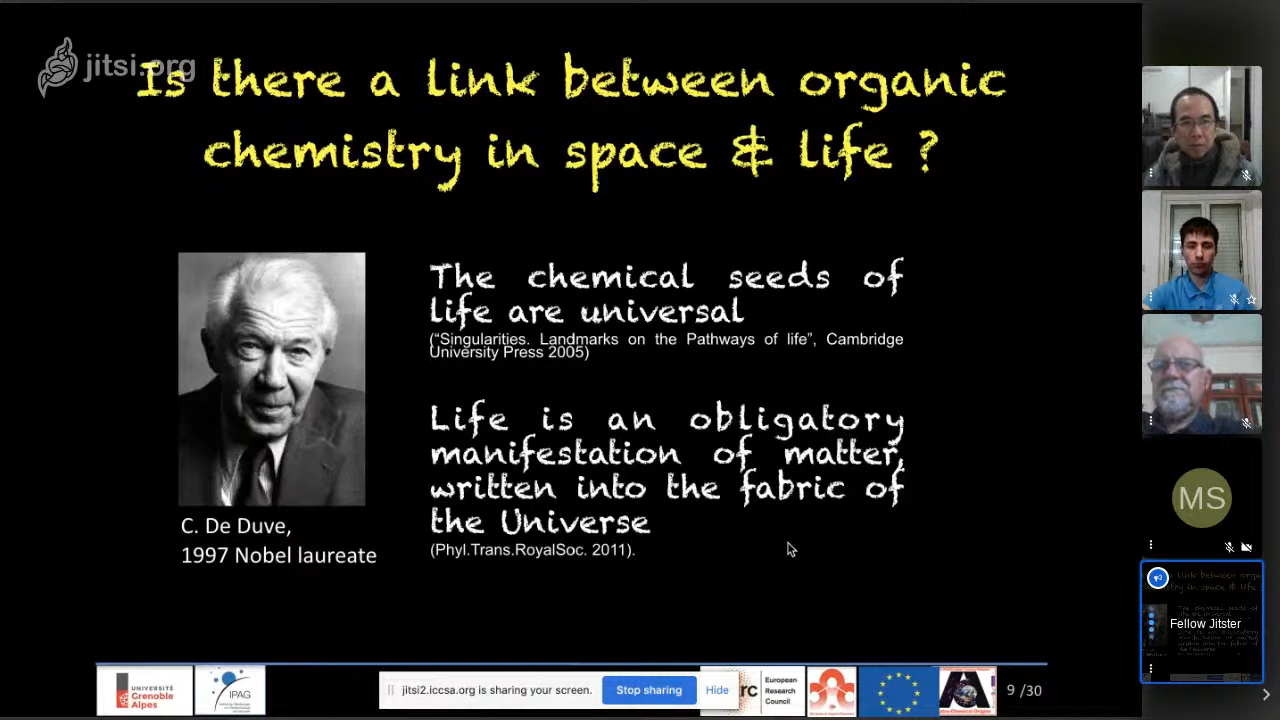 jitsi.org
Is there a link between organic
chemistry in space & life ?
The chemical seeds of
life are universal
(“Singularities. Landmarks on the Pathways of life”, Cambridge
University Press 2005)
Life is an obligatory
manifestation of matter,
written into the fabric of
the Universe
(Phyl.Trans.RoyalSoc. 2011).
C. De Duve,
1997 Nobel laureate
MS
Fellow Jitster
UNIVERSITÉ
Grenoble
Alpes
IPAG
jitsi2.iccsa.org is sharing your screen.
Stop sharing
Hide
rc
European
Research
Council
9 /30